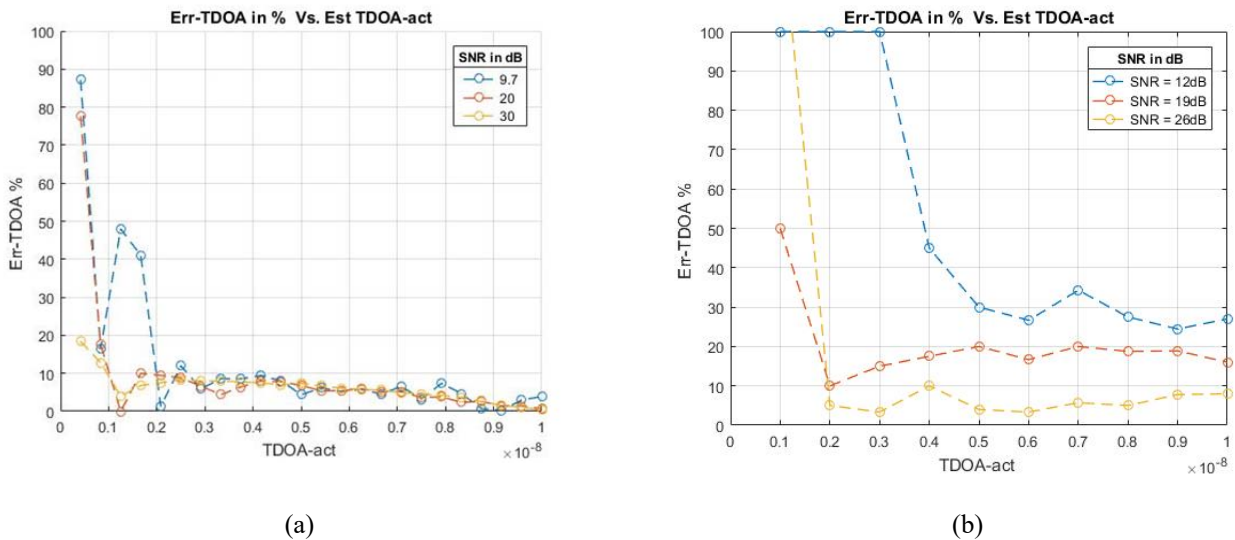 Err-TDOA in %  Vs. Est TDOA-act
100
90
80
70
60
50
40
30
20
10
0
Err-TDOA %
SNR in dB
9.7
20
30
0 0.1 0.2 0.3 0.4 0.5 0.6 0.7 0.8 0.9 1
TDOA-act
× 10⁻⁸
(a)
Err-TDOA in %  Vs. Est TDOA-act
100
90
80
70
60
50
40
30
20
10
0
Err-TDOA %
SNR in dB
SNR = 12dB
SNR = 19dB
SNR = 26dB
0 0.1 0.2 0.3 0.4 0.5 0.6 0.7 0.8 0.9 1
TDOA-act
× 10⁻⁸
(b)